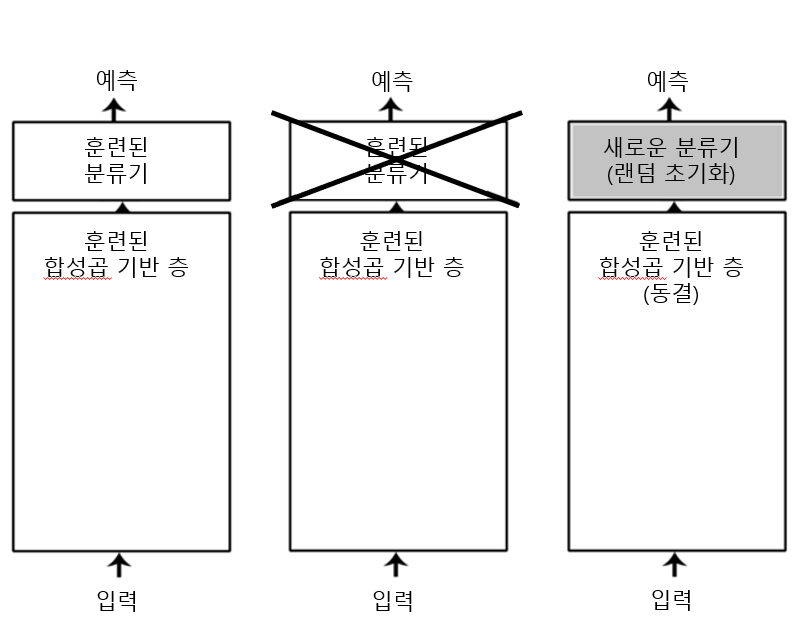 예측
훈련된
분류기
훈련된
합성곱 기반 층
입력
예측
훈련된
분류기
훈련된
합성곱 기반 층
입력
예측
새로운 분류기
(랜덤 초기화)
훈련된
합성곱 기반 층
(동결)
입력